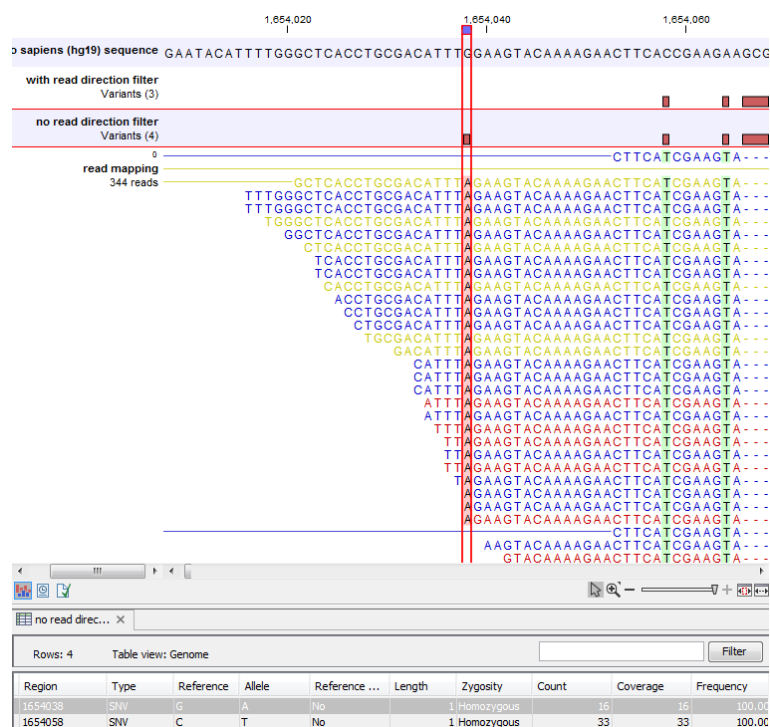 1,654,020 1,654,040 1,654,060
o sapiens (hg19) sequence GAATACATTTTGGGCTCACCTGCGACATTTGGAAGTACAAAAGAACTTCACCGAAGAAGCG
with read direction filter
Variants (3)
no read direction filter
Variants (4)
0 CTTCATCGAAGTA---
read mapping
344 reads GCTCACCTGCGACATTTAGAAGTACAAAAGAACTTCATCGAAGTA---
TTTGGGCTCACCTGCGACATTTAGAAGTACAAAAGAACTTCATCGAAGTA---
TTTGGGCTCACCTGCGACATTTAGAAGTACAAAAGAACTTCATCGAAGTA---
TGGGCTCACCTGCGACATTTAGAAGTACAAAAGAACTTCATCGAAGTA---
GGCTCACCTGCGACATTTAGAAGTACAAAAGAACTTCATCGAAGTA---
CTCACCTGCGACATTTAGAAGTACAAAAGAACTTCATCGAAGTA---
TCACCTGCGACATTTAGAAGTACAAAAGAACTTCATCGAAGTA---
TCACCTGCGACATTTAGAAGTACAAAAGAACTTCATCGAAGTA---
CACCTGCGACATTTAGAAGTACAAAAGAACTTCATCGAAGTA---
ACCTGCGACATTTAGAAGTACAAAAGAACTTCATCGAAGTA---
CCTGCGACATTTAGAAGTACAAAAGAACTTCATCGAAGTA---
CTGCGACATTTAGAAGTACAAAAGAACTTCATCGAAGTA---
TGCGACATTTAGAAGTACAAAAGAACTTCATCGAAGTA---
GACATTTAGAAGTACAAAAGAACTTCATCGAAGTA---
CATTTAGAAGTACAAAAGAACTTCATCGAAGTA---
CATTTAGAAGTACAAAAGAACTTCATCGAAGTA---
CATTTAGAAGTACAAAAGAACTTCATCGAAGTA---
ATTTAGAAGTACAAAAGAACTTCATCGAAGTA---
ATTTAGAAGTACAAAAGAACTTCATCGAAGTA---
TTTAGAAGTACAAAAGAACTTCATCGAAGTA---
TTAGAAGTACAAAAGAACTTCATCGAAGTA---
TTAGAAGTACAAAAGAACTTCATCGAAGTA---
TTAGAAGTACAAAAGAACTTCATCGAAGTA---
TAGAAGTACAAAAGAACTTCATCGAAGTA---
AGAAGTACAAAAGAACTTCATCGAAGTA---
AGAAGTACAAAAGAACTTCATCGAAGTA---
AGAAGTACAAAAGAACTTCATCGAAGTA---
CTTCATCGAAGTA---
AAGTACAAAAGAACTTCATCGAAGTA---
GTACAAAAGAACTTCATCGAAGTA---
no read direc...
Rows: 4 Table view: Genome Filter
Region Type Reference Allele Reference ... Length Zygosity Count Coverage Frequency
1654038 SNV G A No 1 Homozygous 16 16 100.00
1654058 SNV C T No 1 Homozygous 33 33 100.00